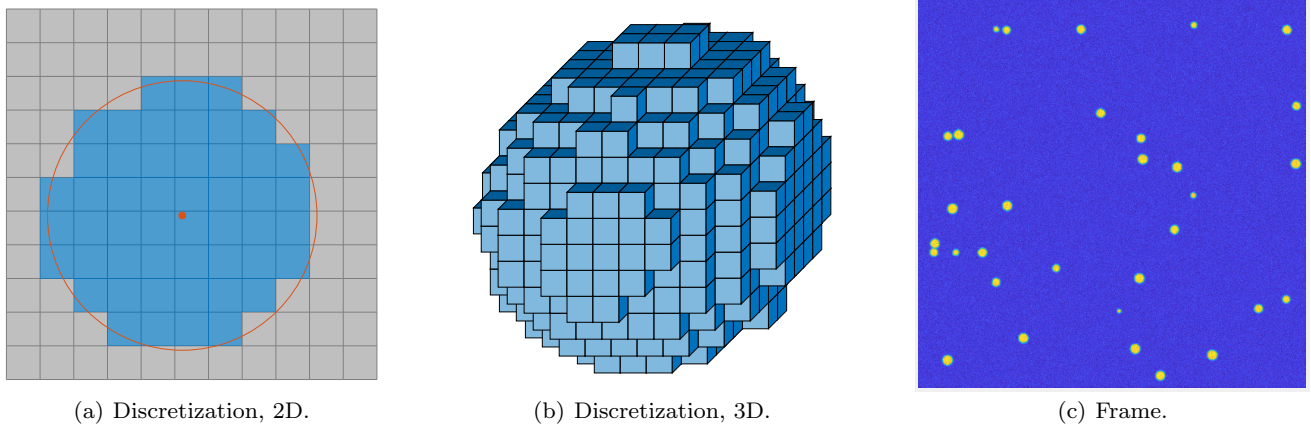 (a) Discretization, 2D.
(b) Discretization, 3D.
(c) Frame.